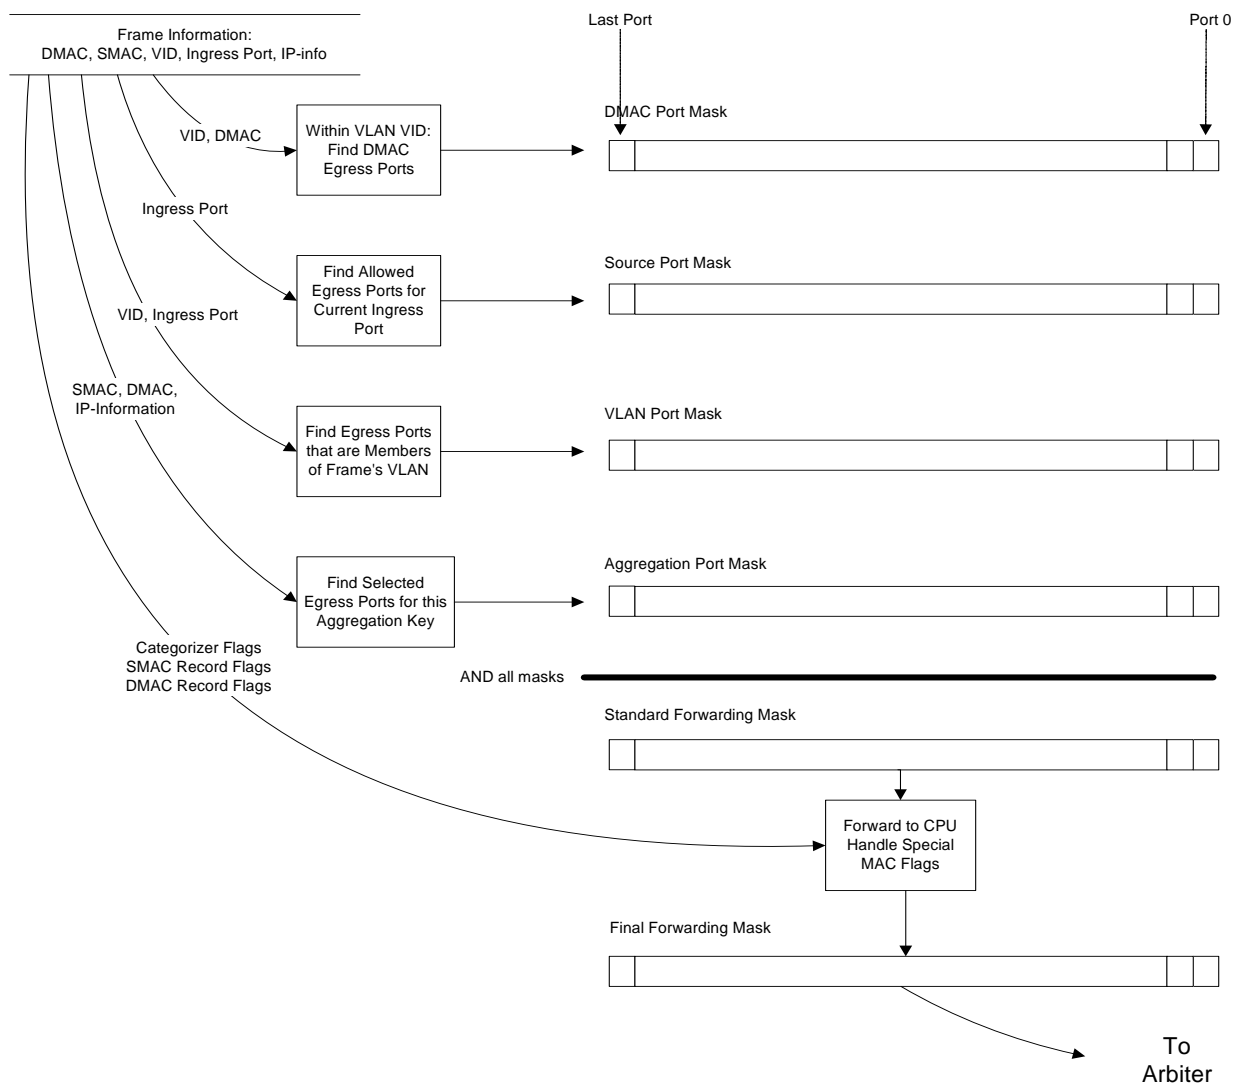 Frame Information:
DMAC, SMAC, VID, Ingress Port, IP-info
Last Port
Port 0
DMAC Port Mask
VID, DMAC
Within VLAN VID:
Find DMAC
Egress Ports
Ingress Port
Source Port Mask
Find Allowed
Egress Ports for
Current Ingress
Port
VID, Ingress Port
SMAC, DMAC,
IP-Information
VLAN Port Mask
Find Egress Ports
that are Members
of Frame's VLAN
Aggregation Port Mask
Find Selected
Egress Ports for this
Aggregation Key
Categorizer Flags
SMAC Record Flags
DMAC Record Flags
AND all masks
Standard Forwarding Mask
Forward to CPU
Handle Special
MAC Flags
Final Forwarding Mask
To
Arbiter